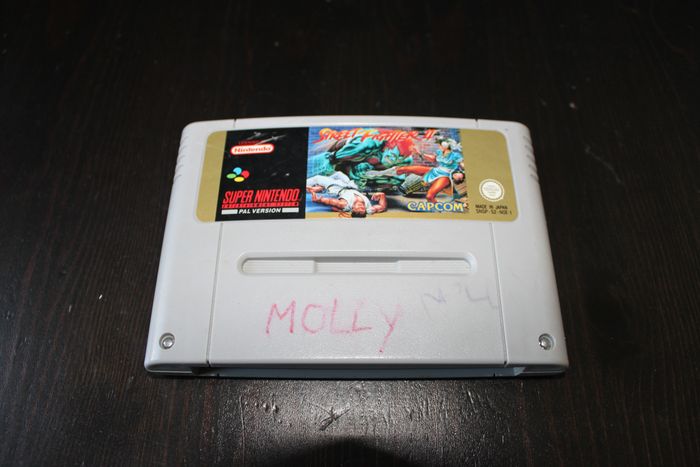 STREET FIGHTER II
Nintendo
SUPER NINTENDO
ENTERTAINMENT SYSTEM
PAL VERSION
CAPCOM
MADE IN JAPAN
SNSP-S2-NOE-1
MOLLY